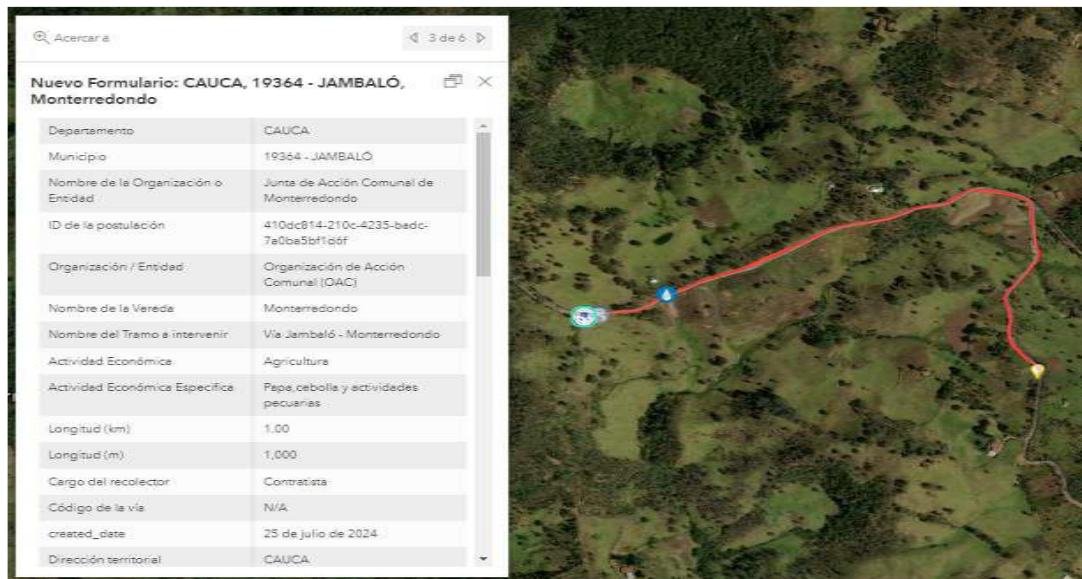 Acercar a
3 de 6
Nuevo Formulario: CAUCA, 19364 - JAMBALÓ,
Monterredondo
Departamento CAUCA
Municipio 19364 - JAMBALÓ
Nombre de la Organización o Junta de Acción Comunal de
Entidad Monterredondo
ID de la postulación 410dc814-210c-4235-badc-
7a0ba5bf1d6f
Organización / Entidad Organización de Acción
Comunal (OAC)
Nombre de la Vereda Monterredondo
Nombre del Tramo a intervenir Vía Jambaló - Monterredondo
Actividad Económica Agricultura
Actividad Económica Específica Papa,cebolla y actividades
pecuarias
Longitud (km) 1.00
Longitud (m) 1,000
Cargo del recolector Contratista
Código de la vía N/A
created_date 25 de julio de 2024
Dirección territorial CAUCA